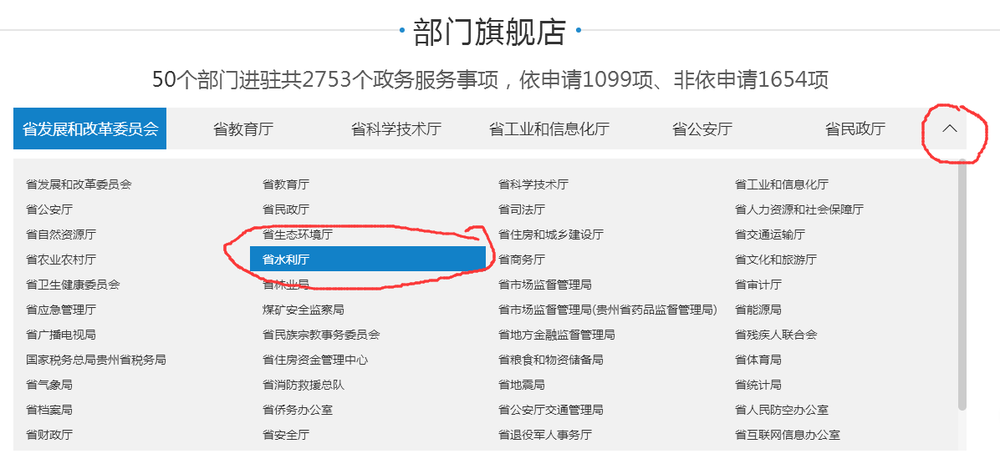 部门旗舰店
50个部门进驻共2753个政务服务事项，依申请1099项、非依申请1654项
省发展和改革委员会 省教育厅 省科学技术厅 省工业和信息化厅 省公安厅 省民政厅
省发展和改革委员会 省教育厅 省科学技术厅 省工业和信息化厅
省公安厅 省民政厅 省司法厅 省人力资源和社会保障厅
省自然资源厅 省生态环境厅 省住房和城乡建设厅 省交通运输厅
省农业农村厅 省水利厅 省商务厅 省文化和旅游厅
省卫生健康委员会 省林业局 省市场监督管理局 省审计厅
省应急管理厅 煤矿安全监察局 省市场监督管理局(贵州省药品监督管理局) 省能源局
省广播电视局 省民族宗教事务委员会 省地方金融监督管理局 省残疾人联合会
国家税务总局贵州省税务局 省住房资金管理中心 省粮食和物资储备局 省体育局
省气象局 省消防救援总队 省地震局 省统计局
省档案局 省侨务办公室 省公安厅交通管理局 省人民防空办公室
省财政厅 省安全厅 省退役军人事务厅 省互联网信息办公室